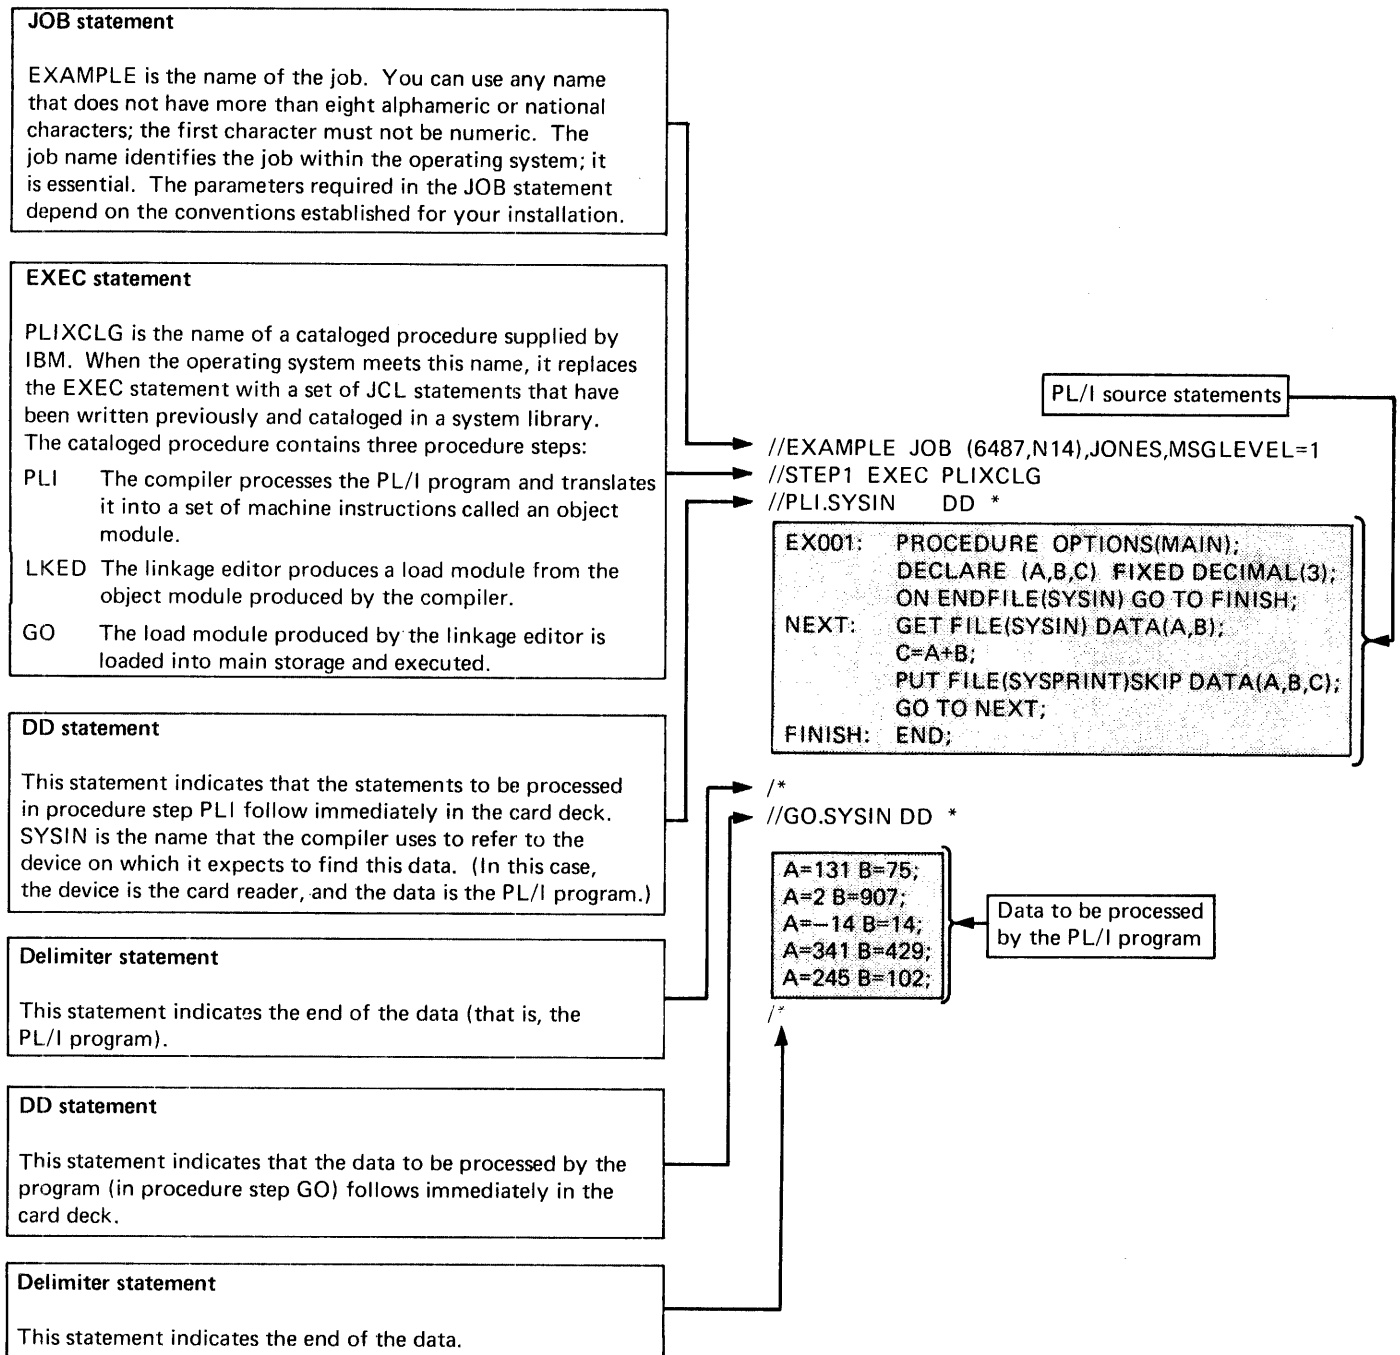 JOB statement
EXAMPLE is the name of the job. You can use any name
that does not have more than eight alphameric or national
characters; the first character must not be numeric. The
job name identifies the job within the operating system; it
is essential. The parameters required in the JOB statement
depend on the conventions established for your installation.
EXEC statement
PLIXCLG is the name of a cataloged procedure supplied by
IBM. When the operating system meets this name, it replaces
the EXEC statement with a set of JCL statements that have
been written previously and cataloged in a system library.
The cataloged procedure contains three procedure steps:
PLI The compiler processes the PL/I program and translates
it into a set of machine instructions called an object
module.
LKED The linkage editor produces a load module from the
object module produced by the compiler.
GO The load module produced by the linkage editor is
loaded into main storage and executed.
DD statement
This statement indicates that the statements to be processed
in procedure step PLI follow immediately in the card deck.
SYSIN is the name that the compiler uses to refer to the
device on which it expects to find this data. (In this case,
the device is the card reader, and the data is the PL/I program.)
Delimiter statement
This statement indicates the end of the data (that is, the
PL/I program).
DD statement
This statement indicates that the data to be processed by the
program (in procedure step GO) follows immediately in the
card deck.
Delimiter statement
This statement indicates the end of the data.
PL/I source statements
//EXAMPLE JOB (6487,N14),JONES,MSGLEVEL=1
//STEP1 EXEC PLIXCLG
//PLI.SYSIN DD *
EX001: PROCEDURE OPTIONS(MAIN);
DECLARE (A,B,C) FIXED DECIMAL(3);
ON ENDFILE(SYSIN) GO TO FINISH;
NEXT: GET FILE(SYSIN) DATA(A,B);
C=A+B;
PUT FILE(SYSPRINT)SKIP DATA(A,B,C);
GO TO NEXT;
FINISH: END;
/*
//GO.SYSIN DD *
A=131 B=75;
A=2 B=907;
A=−14 B=14;
A=341 B=429;
A=245 B=102;
/*
Data to be processed
by the PL/I program